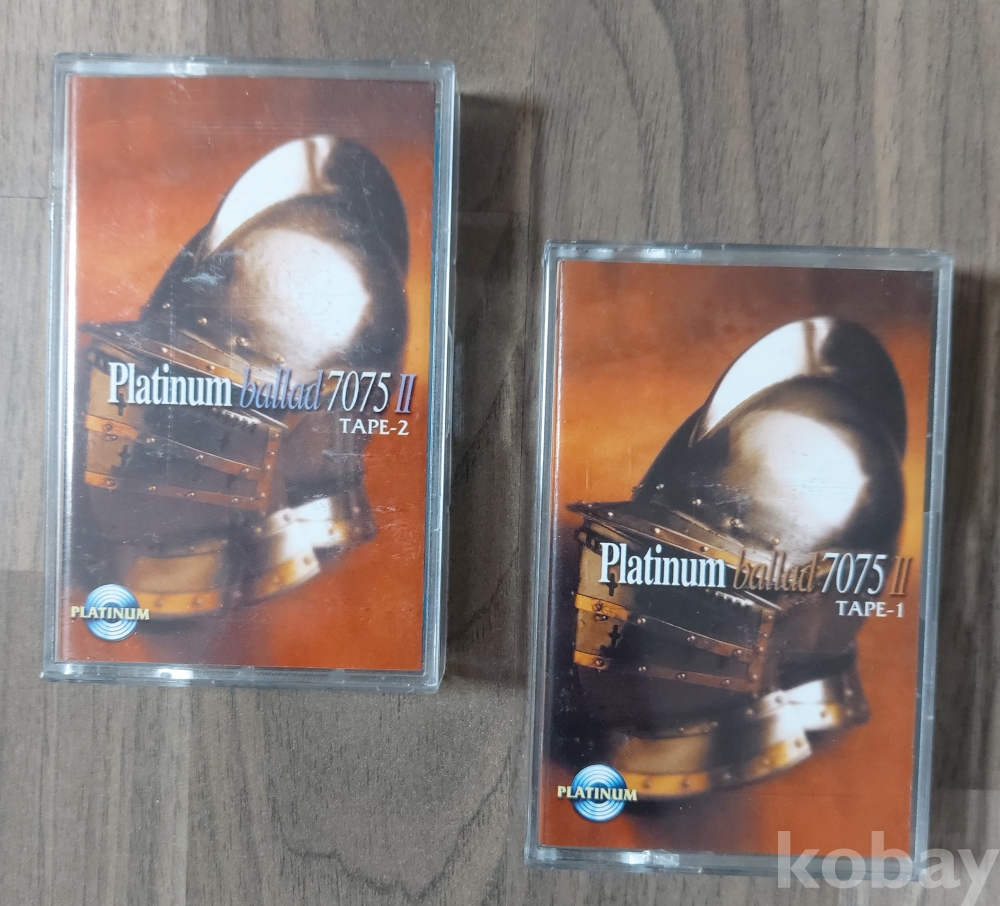 Platinum ballad 7075 II
TAPE-2
PLATINUM
Platinum ballad 7075 II
TAPE-1
PLATINUM
kobay